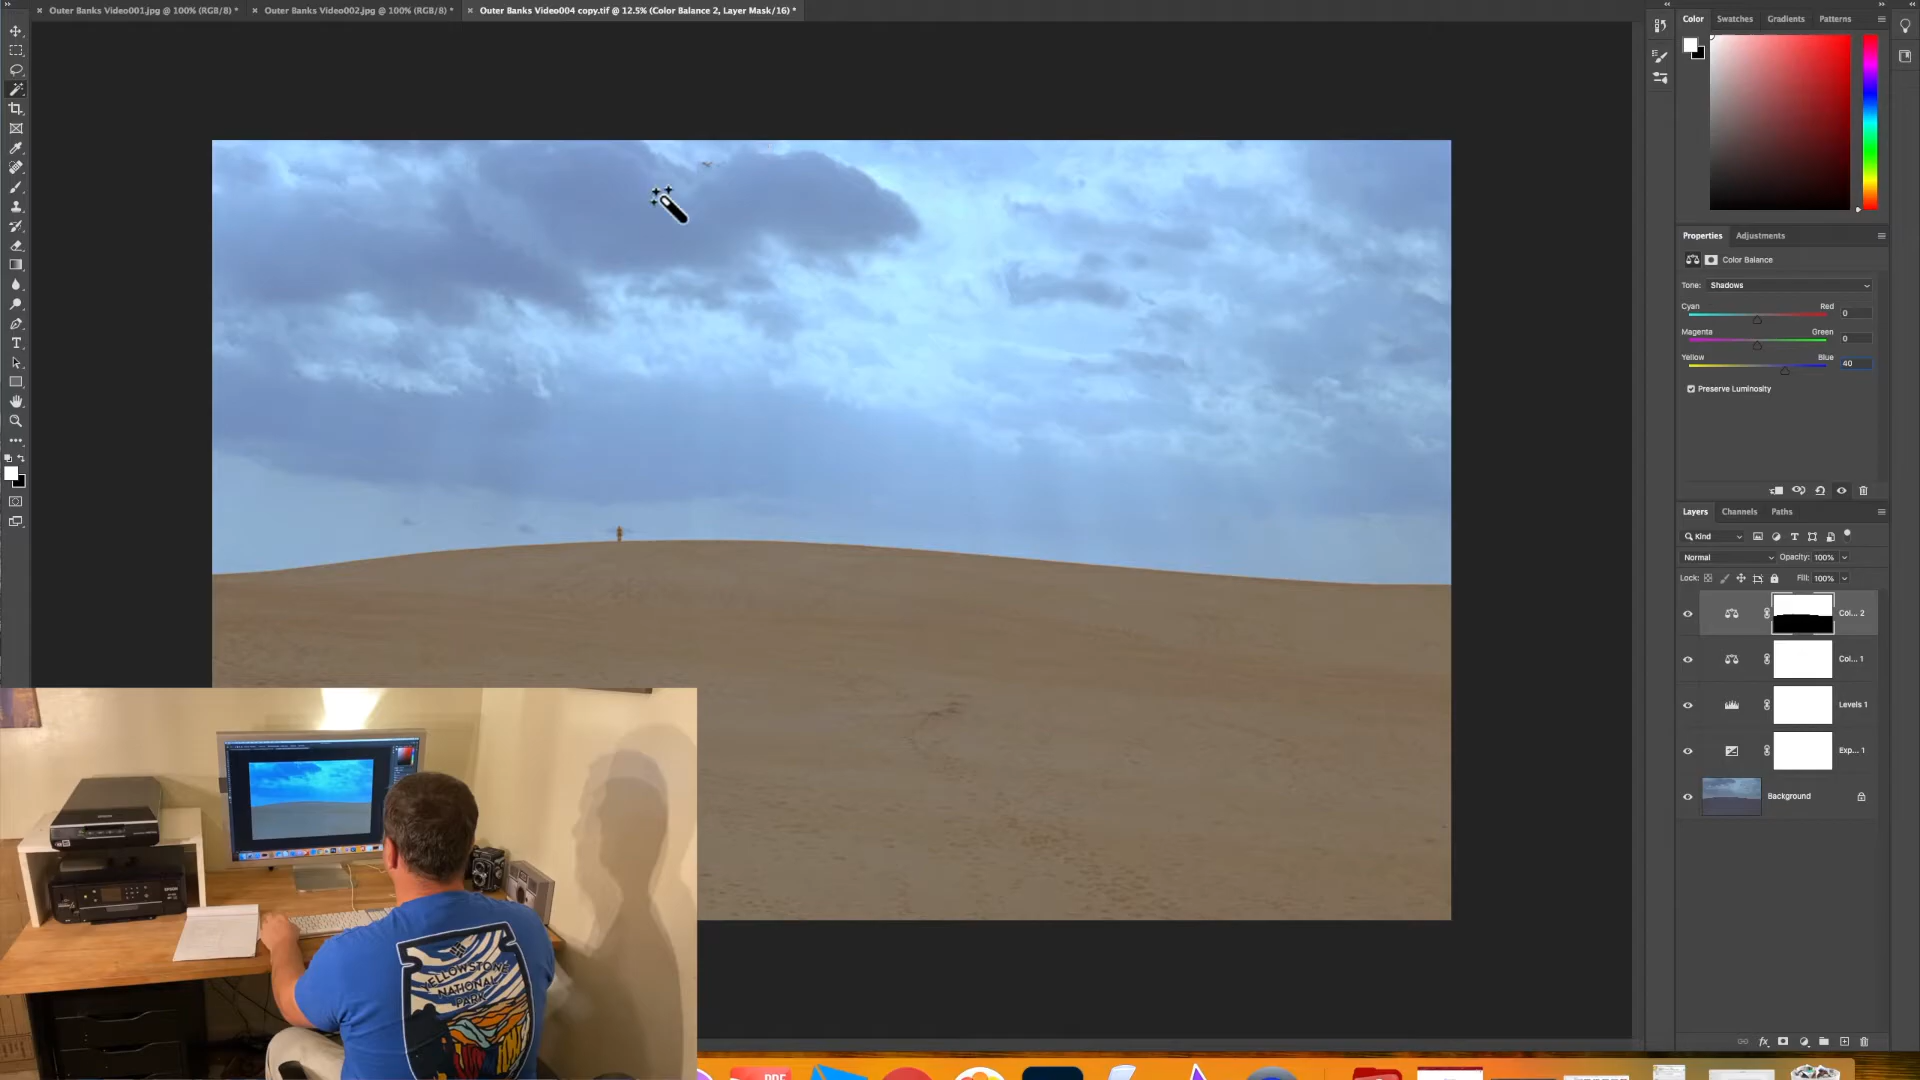 Outer Banks Video001.jpg @ 100% (RGB/8) *
Outer Banks Video002.jpg @ 100% (RGB/8) *
Outer Banks Video004 copy.tif @ 12.5% (Color Balance 2, Layer Mask/16) *
Color
Swatches
Gradients
Patterns
Properties
Adjustments
Color Balance
Tone: Shadows
Cyan
Red
0
Magenta
Green
0
Yellow
Blue
40
Preserve Luminosity
Layers
Channels
Paths
Kind
Normal
Opacity: 100%
Lock:
Fill: 100%
Col... 2
Col... 1
Levels 1
Exp... 1
Background
YELLOWSTONE
NATIONAL
PARK
EPSON
PDF